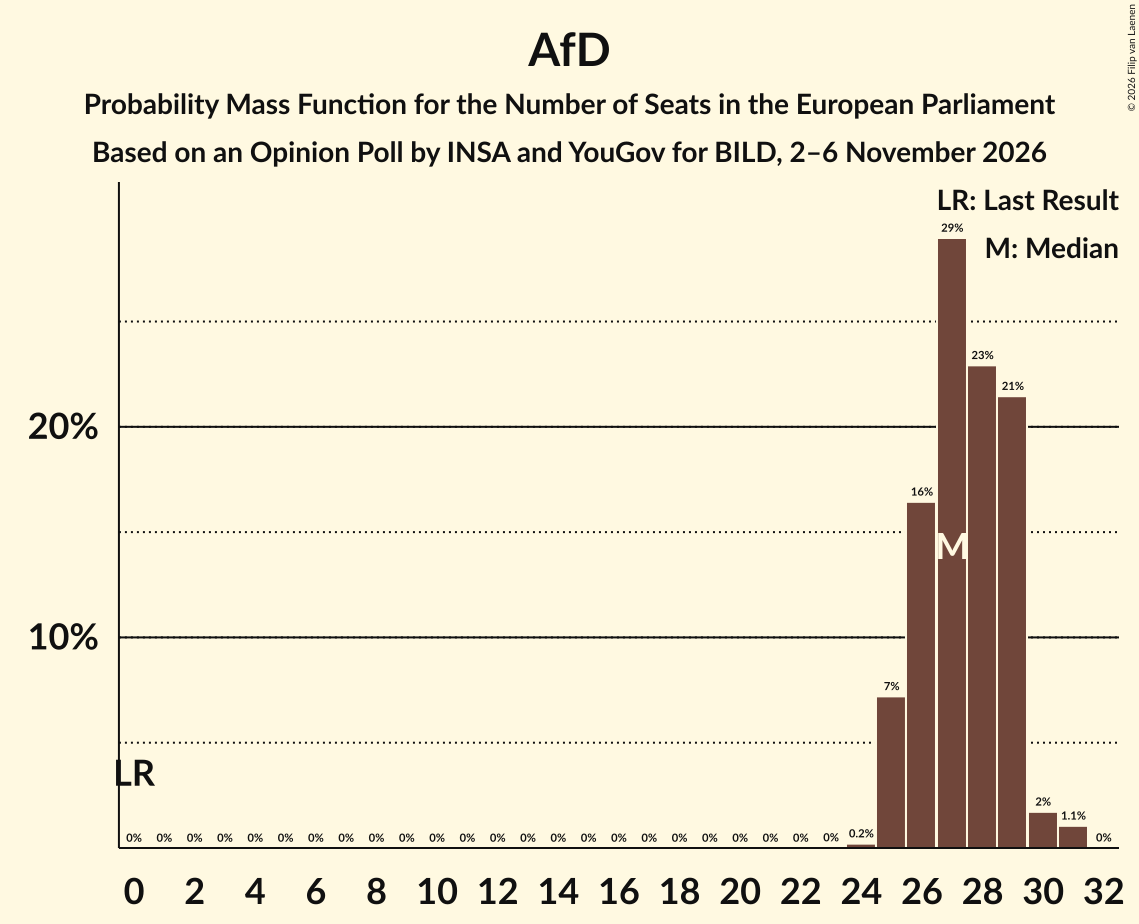 AfD
Probability Mass Function for the Number of Seats in the European Parliament
Based on an Opinion Poll by INSA and YouGov for BILD, 2–6 November 2026
© 2026 Filip van Laenen
LR: Last Result
M: Median
29%
23%
21%
20%
16%
M
10%
7%
LR
2%
1.1%
0% 0% 0% 0% 0% 0% 0% 0% 0% 0% 0% 0% 0% 0% 0% 0% 0% 0% 0% 0% 0% 0% 0% 0% 0.2% 0%
0 2 4 6 8 10 12 14 16 18 20 22 24 26 28 30 32